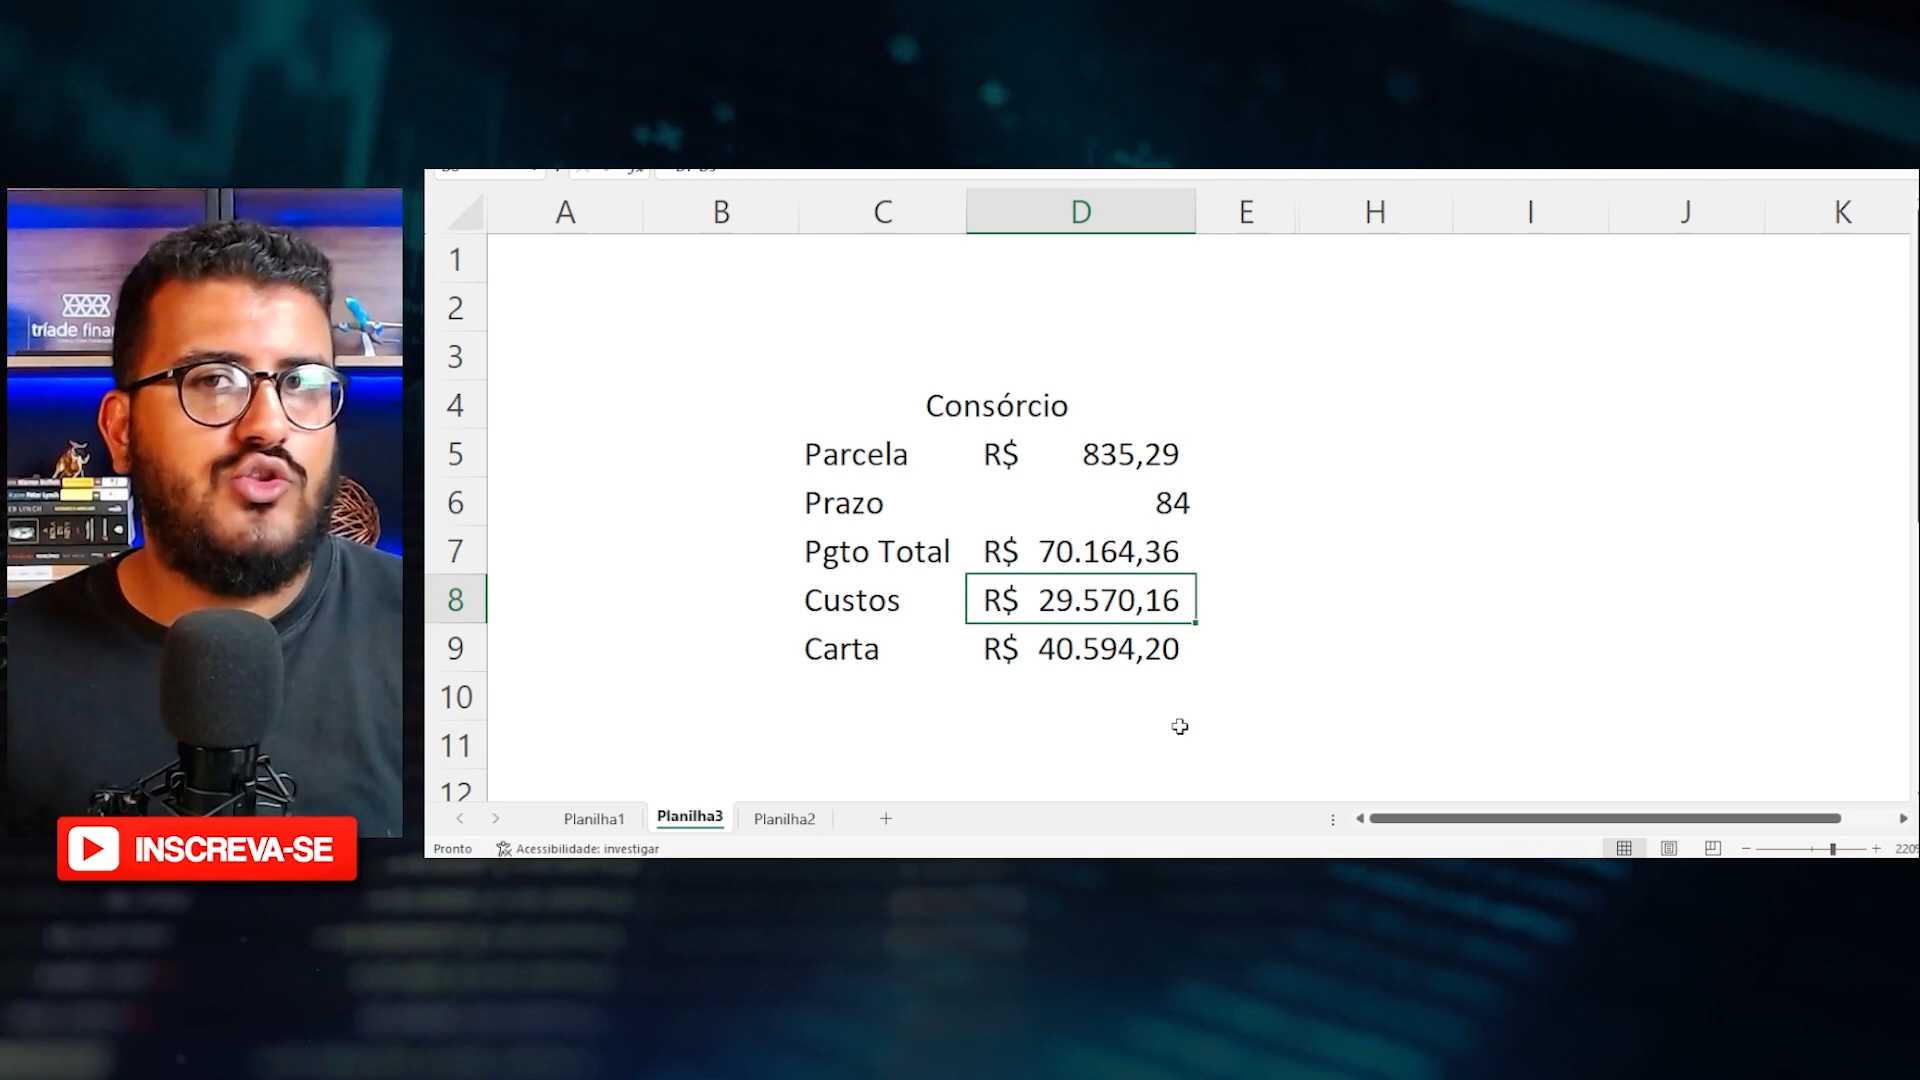 A B C D E H I J K
1
2
3
4 Consórcio
5 Parcela R$ 835,29
6 Prazo 84
7 Pgto Total R$ 70.164,36
8 Custos R$ 29.570,16
9 Carta R$ 40.594,20
10
11
12
Planilha1 Planilha3 Planilha2
Pronto Acessibilidade: investigar 220%
tríade finan
INSCREVA-SE